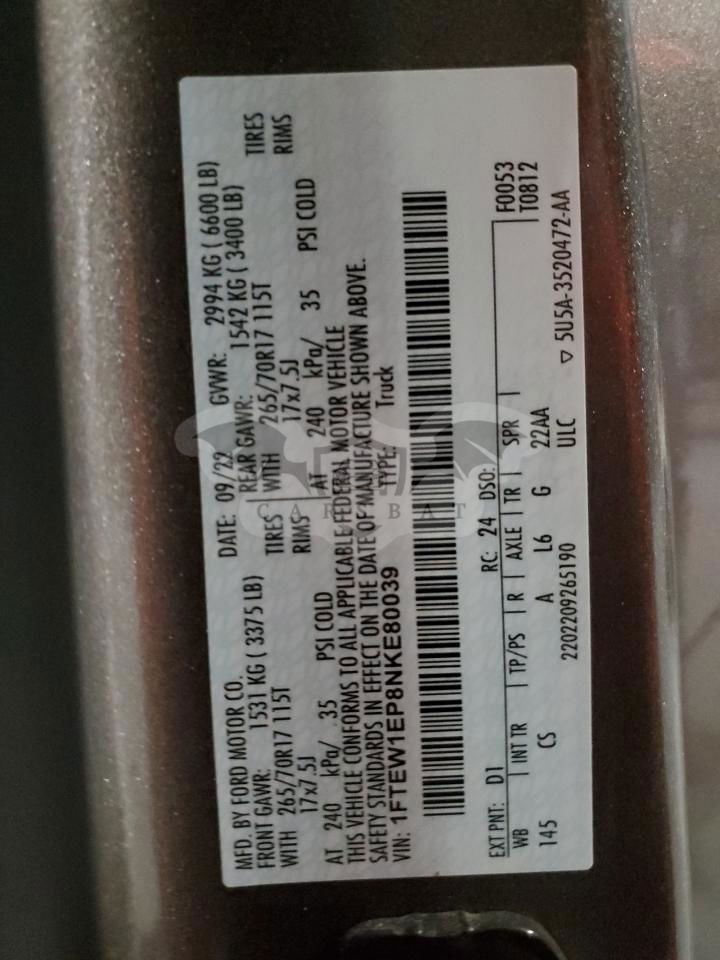 MFD. BY FORD MOTOR CO.
DATE: 09/22 GVWR: 2994 KG ( 6600 LB)
FRONT GAWR: 1531 KG ( 3375 LB)
REAR GAWR: 1542 KG ( 3400 LB)
WITH 265/70R17 115T TIRES
WITH 265/70R17 115T TIRES
17x7.5J RIMS
17x7.5J RIMS
AT 240 kPa/ 35 PSI COLD
AT 240 kPa/ 35 PSI COLD
THIS VEHICLE CONFORMS TO ALL APPLICABLE FEDERAL MOTOR VEHICLE
SAFETY STANDARDS IN EFFECT ON THE DATE OF MANUFACTURE SHOWN ABOVE.
VIN: 1FTEW1EP8NKE80039 TYPE: Truck
EXT PNT: D1 RC: 24 DSO: F0053
WB INT TR TP/PS R AXLE TR SPR T0812
145 CS A L6 G 22AA
2202209265190 ULC ▽ 5U5A-3520472-AA
CAR BAT